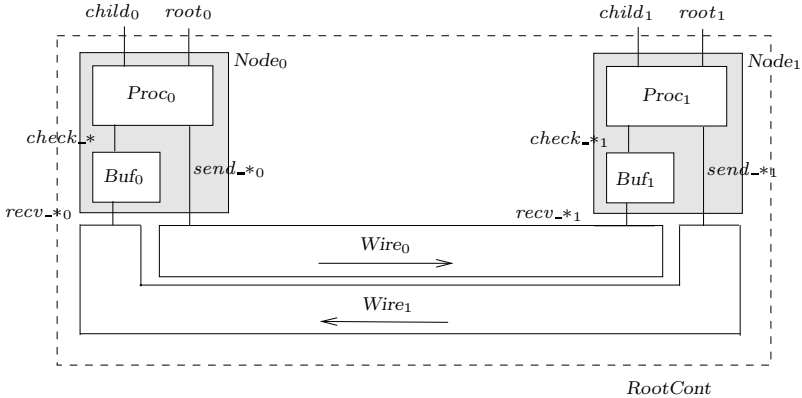 child₀ root₀ child₁ root₁
Node₀ Node₁
Proc₀ Proc₁
check_* check_*₁
Buf₀ send_*₀ Buf₁ send_*₁
recv_*₀ recv_*₁
Wire₀
Wire₁
RootCont